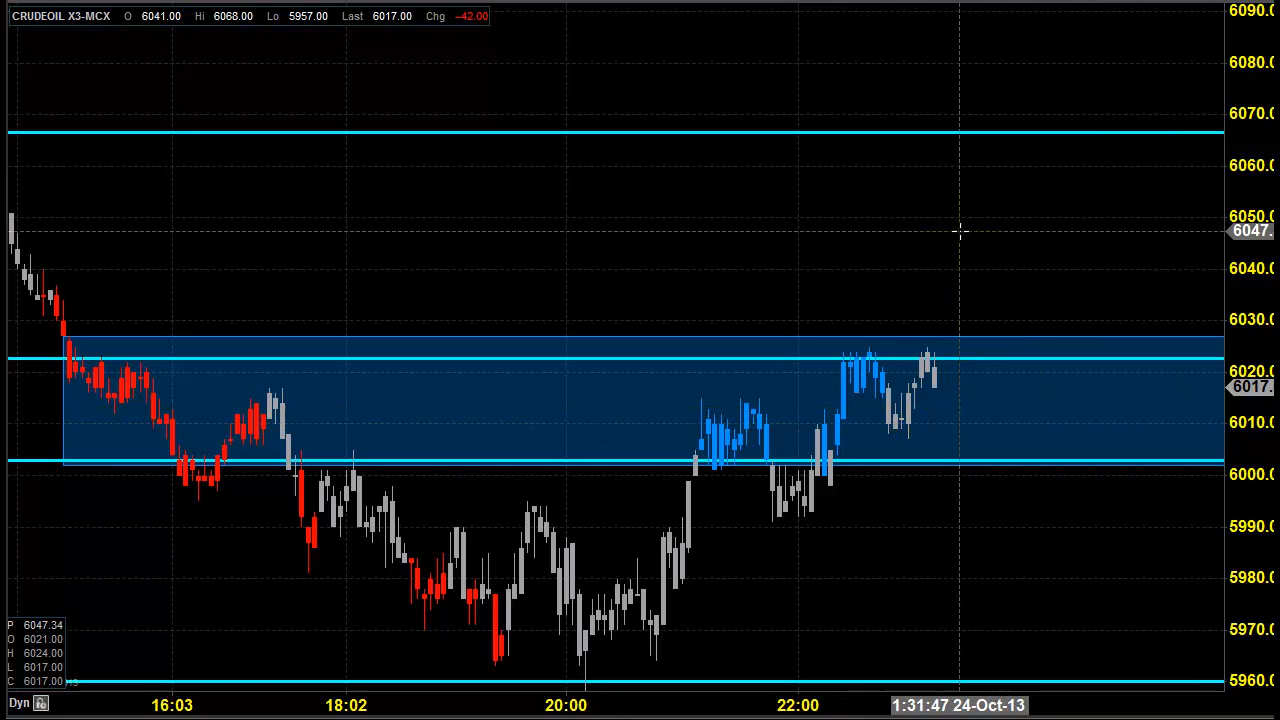 CRUDEOIL X3-MCX O 6041.00 Hi 6068.00 Lo 5957.00 Last 6017.00 Chg -42.00
6090.0
6080.0
6070.0
6060.0
6050.0
6047.
6040.0
6030.0
6020.0
6017.
6010.0
6000.0
5990.0
5980.0
5970.0
5960.0
P 6047.34
O 6021.00
H 6024.00
L 6017.00
C 6017.00
Dyn
16:03 18:02 20:00 22:00 1:31:47 24-Oct-13